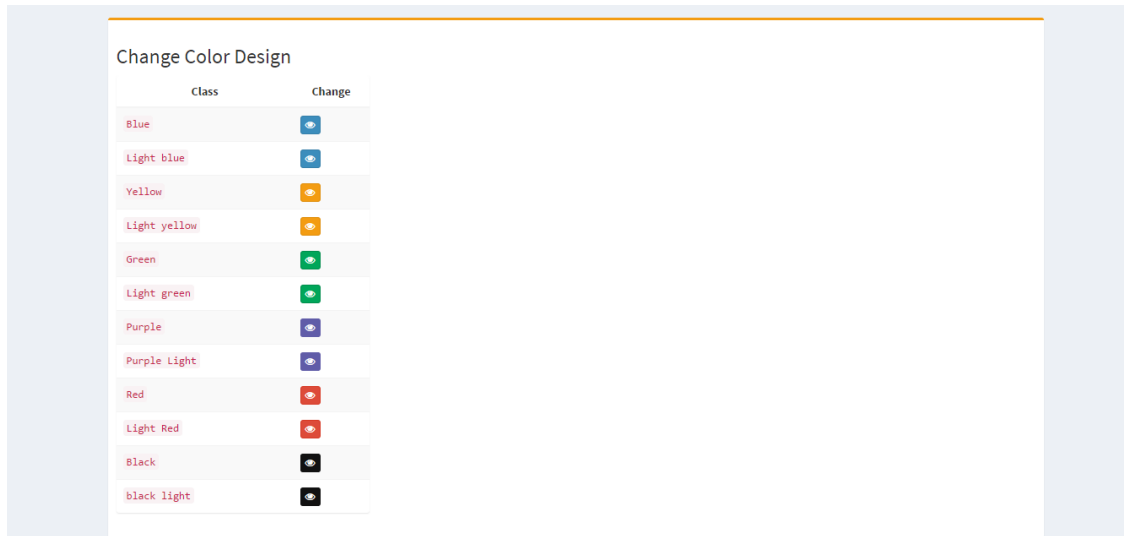 Change Color Design
Class Change
Blue
Light blue
Yellow
Light yellow
Green
Light green
Purple
Purple Light
Red
Light Red
Black
black light